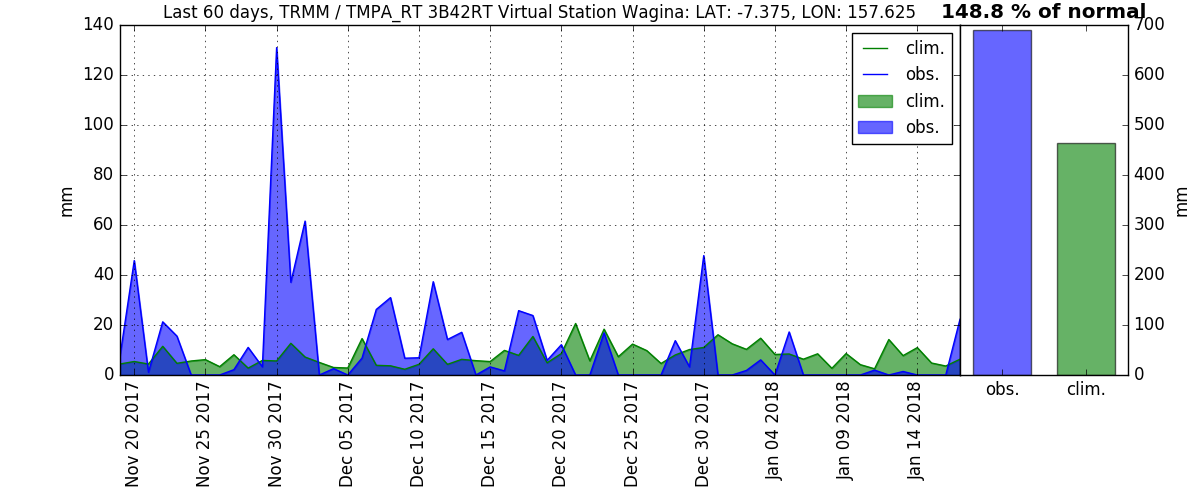 Last 60 days, TRMM / TMPA_RT 3B42RT Virtual Station Wagina: LAT: -7.375, LON: 157.625
148.8 % of normal
140
120
100
80
60
40
20
0
mm
clim.
obs.
clim.
obs.
700
600
500
400
300
200
100
0
mm
Nov 20 2017
Nov 25 2017
Nov 30 2017
Dec 05 2017
Dec 10 2017
Dec 15 2017
Dec 20 2017
Dec 25 2017
Dec 30 2017
Jan 04 2018
Jan 09 2018
Jan 14 2018
obs.
clim.